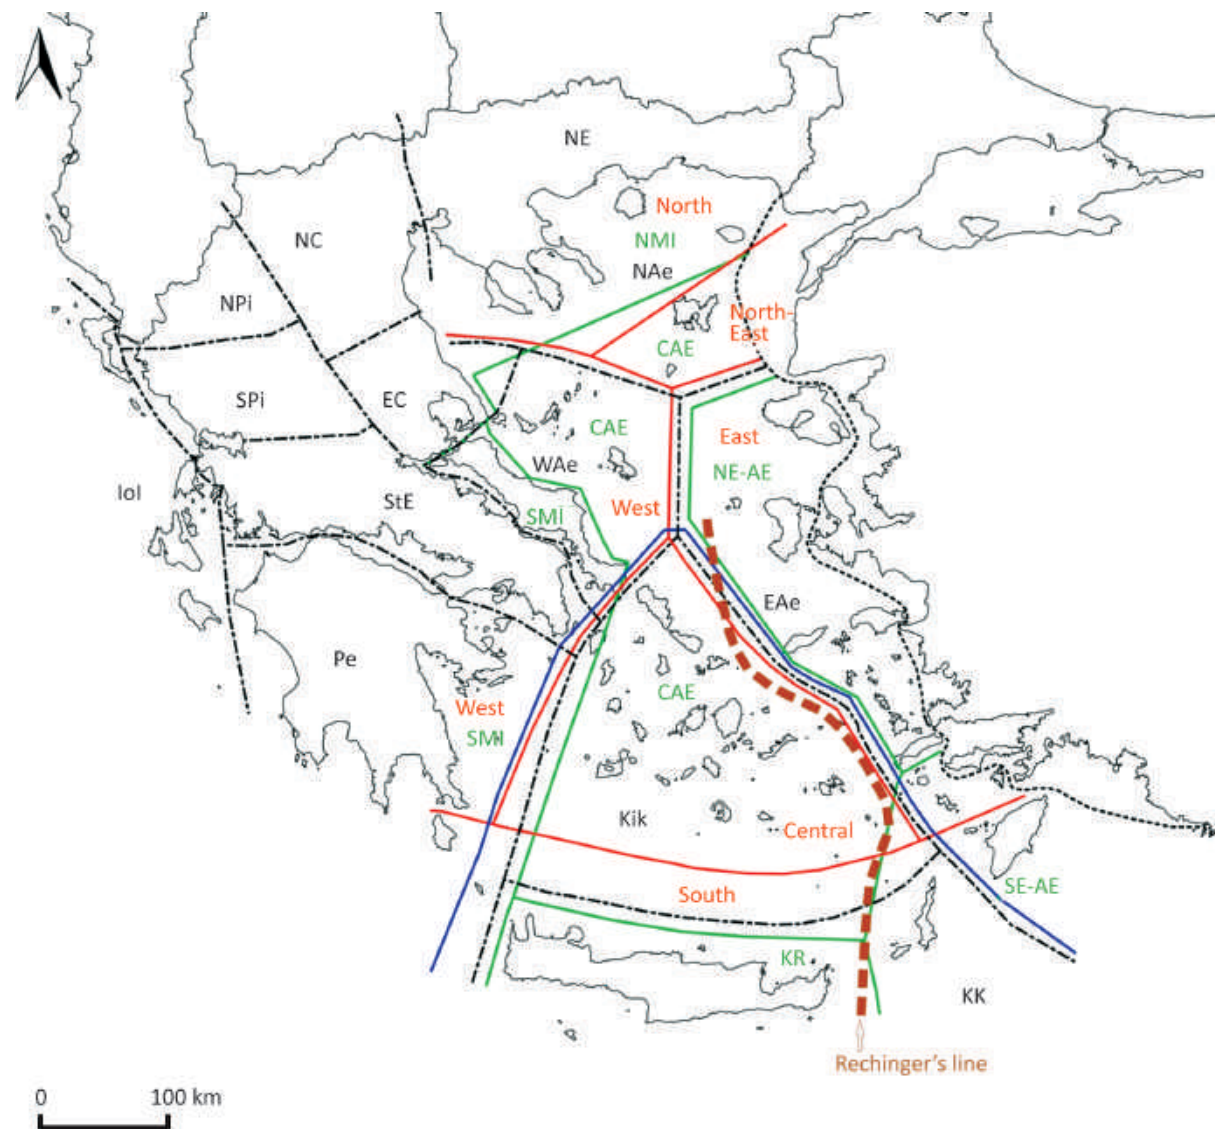 NE
North
NC
NMI
NAe
NPi
North-
East
CAE
SPi
EC
CAE
East
WAe
NE-AE
Iol
StE
West
SMi
EAe
Pe
CAE
West
SMI
Kik
Central
South
SE-AE
KR
KK
Rechinger's line
0 100 km